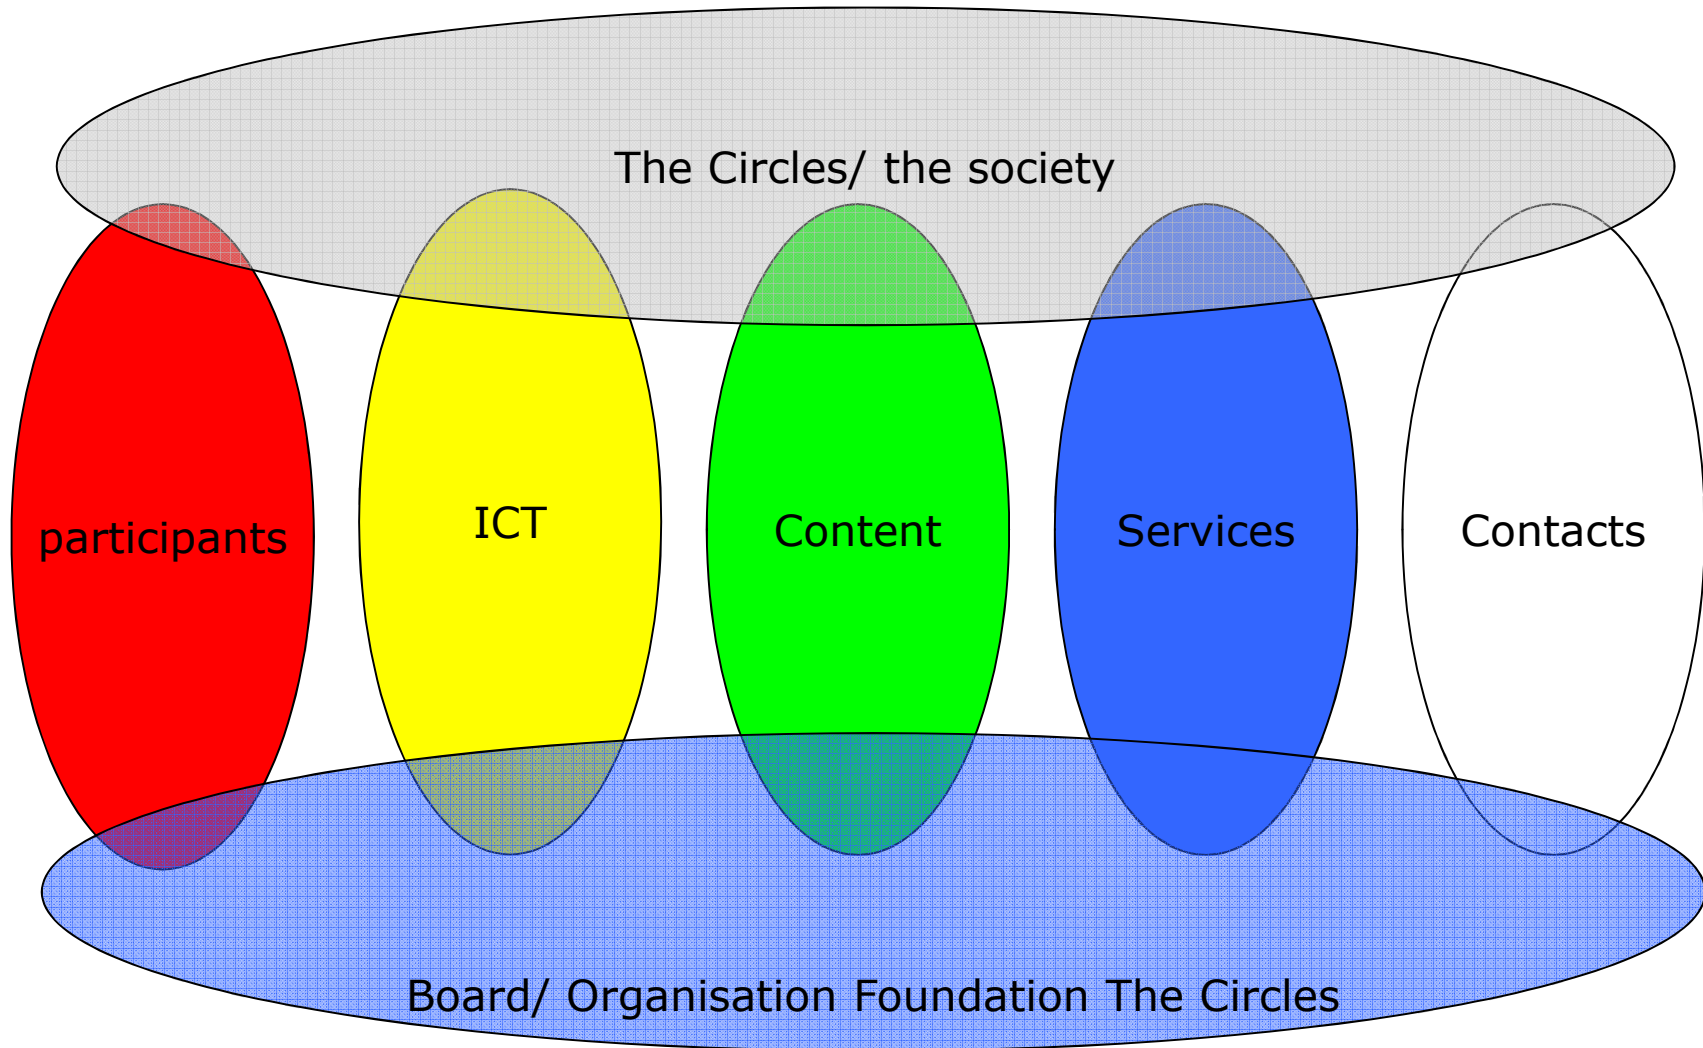 The Circles/ the society
participants
ICT
Content
Services
Contacts
Board/ Organisation Foundation The Circles